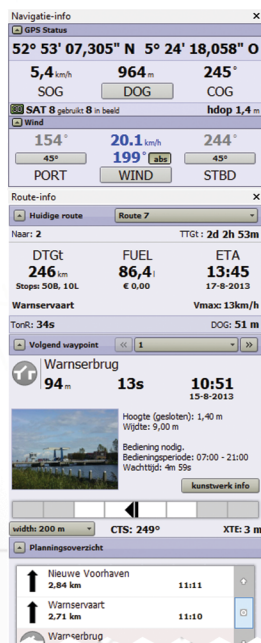 Navigatie-info ×
GPS Status
52° 53' 07,305" N 5° 24' 18,058" O
5,4 km/h 964 m 245°
SOG DOG COG
SAT 8 gebruikt 8 in beeld hdop 1,4 m
Wind
154° 20.1 km/h 244°
45° 199° abs 45°
PORT WIND STBD
Route-info ×
Huidige route Route 7
Naar: 2 TTGt : 2d 2h 53m
DTGt FUEL ETA
246 km 86,4 l 13:45
Stops: 50B, 10L € 0,00 17-8-2013
Warnservaart Vmax: 13km/h
TonR: 34s DOG: 51 m
Volgend waypoint << 1 >>
Warnserbrug
94 m 13s 10:51
15-8-2013
Hoogte (gesloten): 1,40 m
Wijdte: 9,00 m
Bediening nodig.
Bedieningsperiode: 07:00 - 21:00
Wachttijd: 4m 59s
kunstwerk info
width: 200 m CTS: 249° XTE: 3 m
Planningsoverzicht
Nieuwe Voorhaven
2,84 km 11:11
Warnservaart
2,71 km 11:10
Warnserbrug